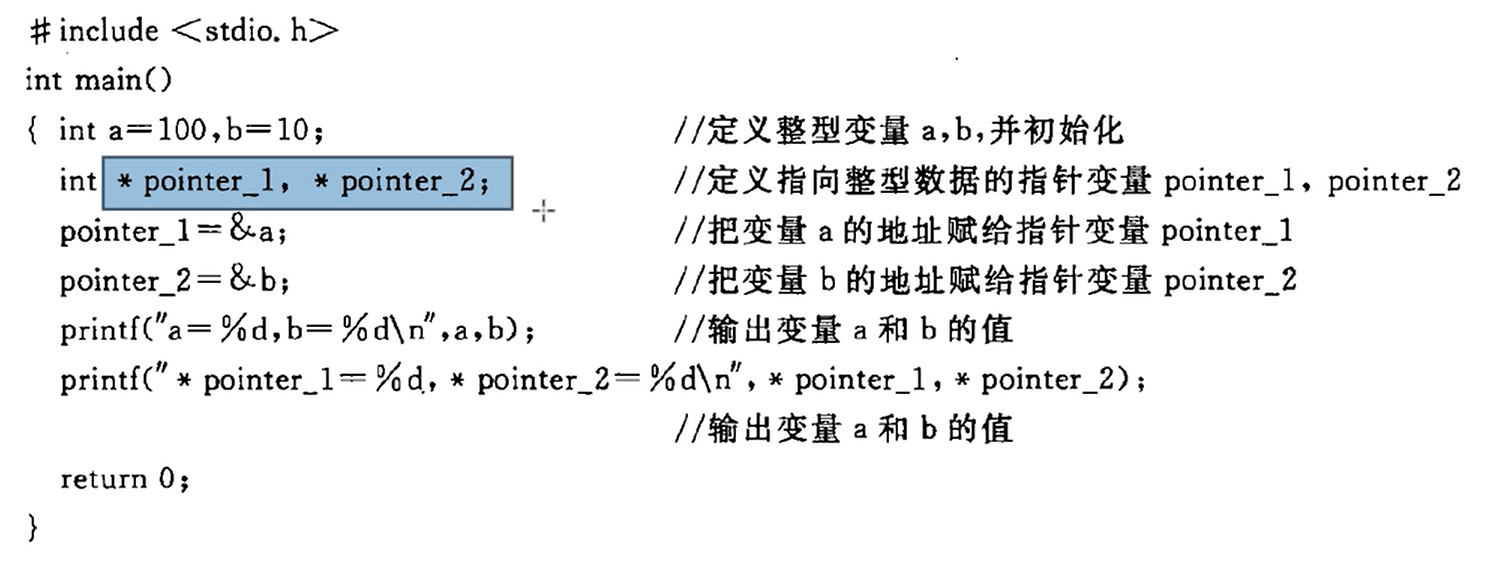 #include <stdio.h>
int main()
{ int a=100,b=10; //定义整型变量 a,b,并初始化
int * pointer_1, * pointer_2; //定义指向整型数据的指针变量 pointer_1, pointer_2
pointer_1=&a; //把变量 a 的地址赋给指针变量 pointer_1
pointer_2=&b; //把变量 b 的地址赋给指针变量 pointer_2
printf("a=%d,b=%d\n",a,b); //输出变量 a 和 b 的值
printf(" * pointer_1=%d, * pointer_2=%d\n", * pointer_1, * pointer_2);
//输出变量 a 和 b 的值
return 0;
}